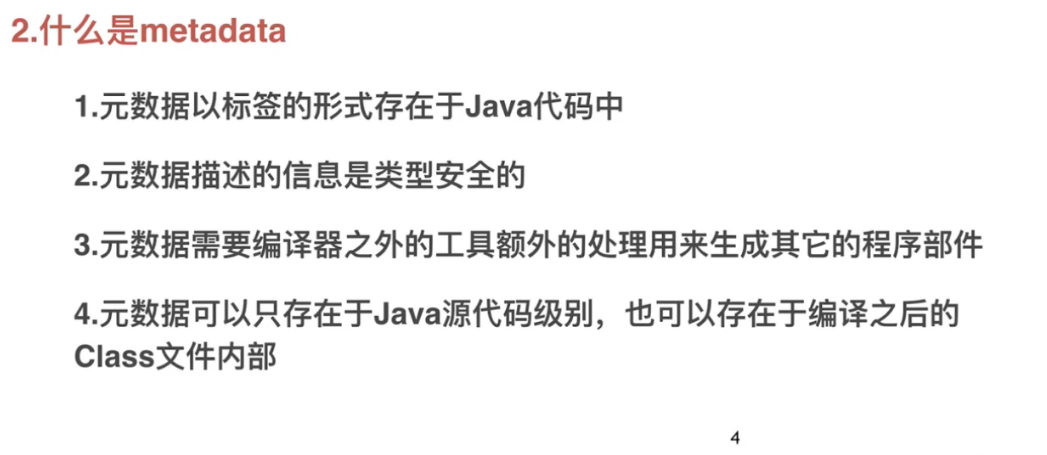 2.什么是metadata
1.元数据以标签的形式存在于Java代码中
2.元数据描述的信息是类型安全的
3.元数据需要编译器之外的工具额外的处理用来生成其它的程序部件
4.元数据可以只存在于Java源代码级别，也可以存在于编译之后的
Class文件内部
4